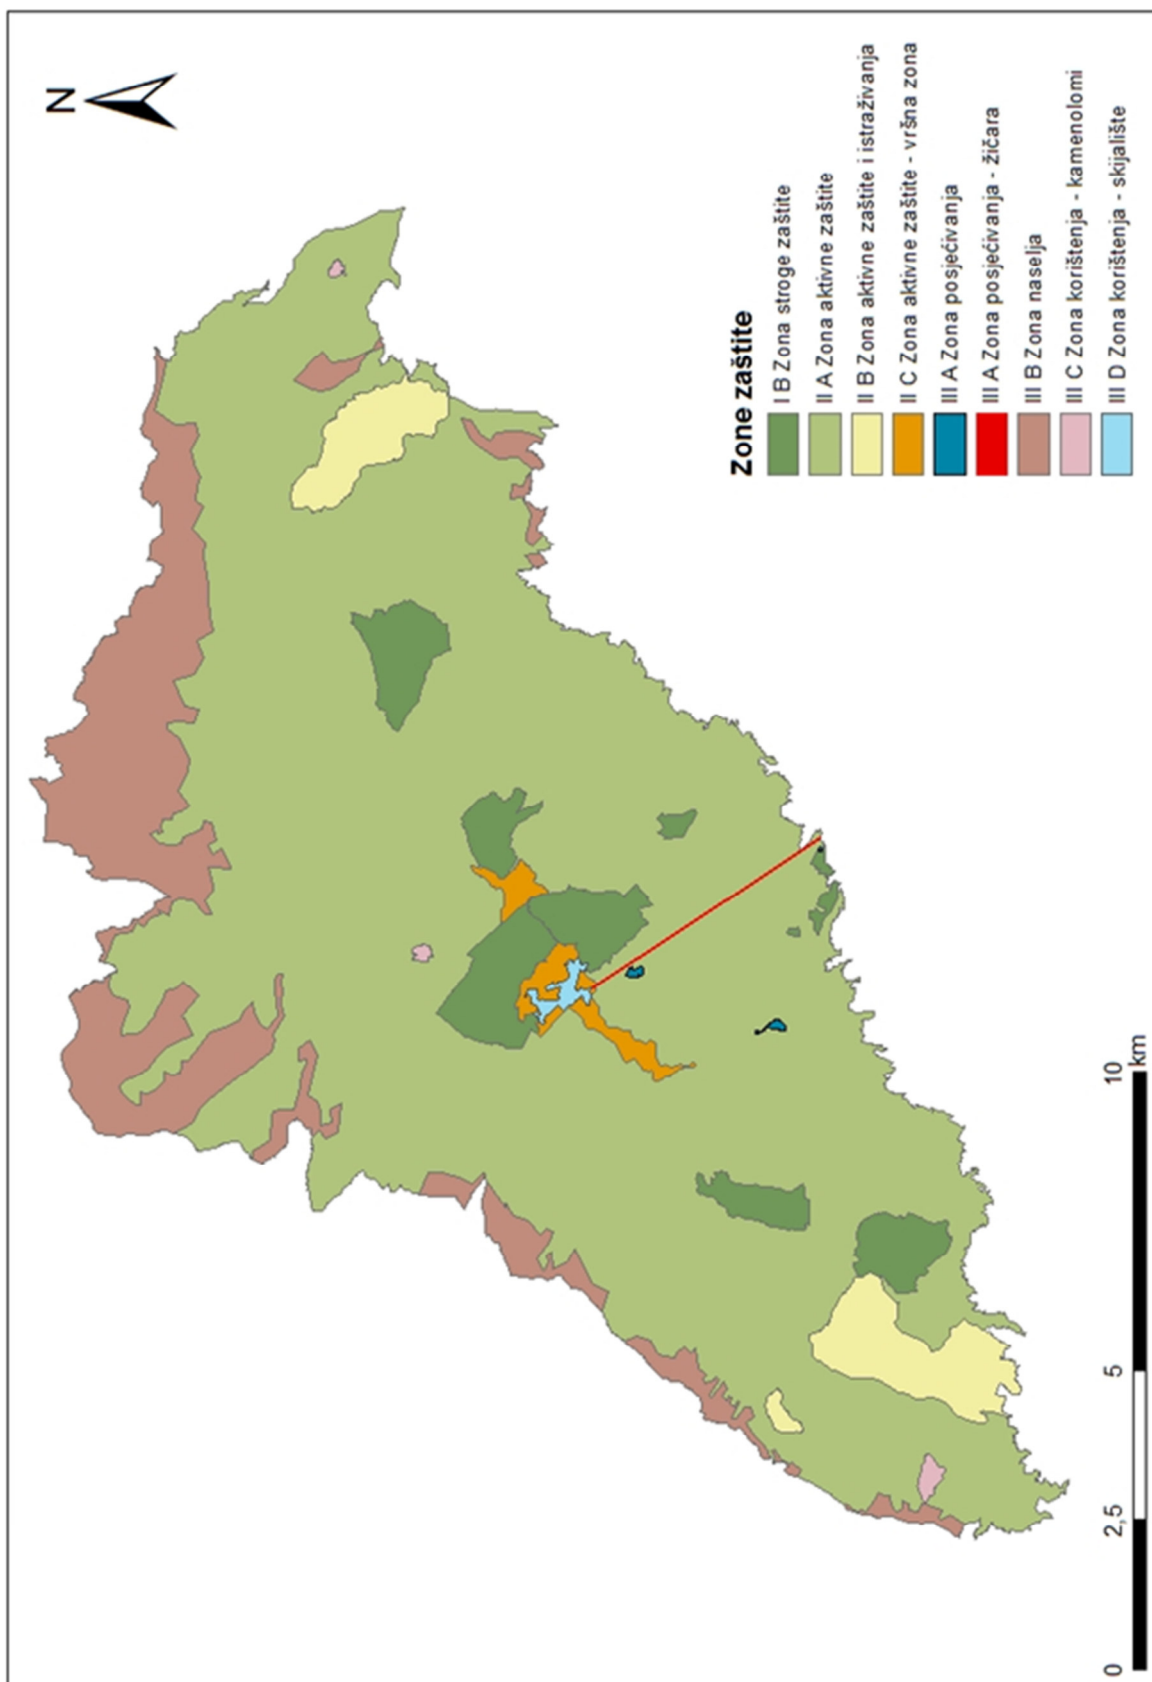 N
Zone zaštite
I B Zona stroge zaštite
II A Zona aktivne zaštite
II B Zona aktivne zaštite i istraživanja
II C Zona aktivne zaštite - vršna zona
III A Zona posjećivanja
III A Zona posjećivanja - žičara
III B Zona naselja
III C Zona korištenja - kamenolomi
III D Zona korištenja - skijalište
0 2,5 5 10
km